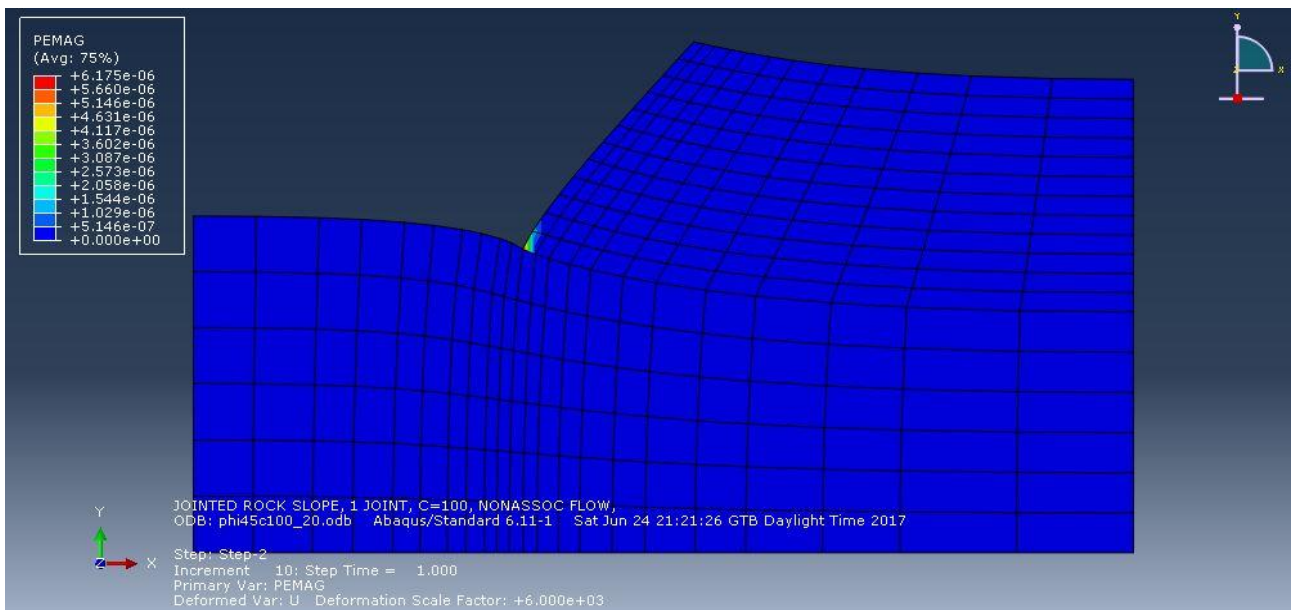 PEMAG
(Avg: 75%)
+6.175e-06
+5.660e-06
+5.146e-06
+4.631e-06
+4.117e-06
+3.602e-06
+3.087e-06
+2.573e-06
+2.058e-06
+1.544e-06
+1.029e-06
+5.146e-07
+0.000e+00
Y
Z X
Y
Z X
JOINTED ROCK SLOPE, 1 JOINT, C=100, NONASSOC FLOW,
ODB: phi45c100_20.odb Abaqus/Standard 6.11-1 Sat Jun 24 21:21:26 GTB Daylight Time 2017
Step: Step-2
Increment 10: Step Time = 1.000
Primary Var: PEMAG
Deformed Var: U Deformation Scale Factor: +6.000e+03